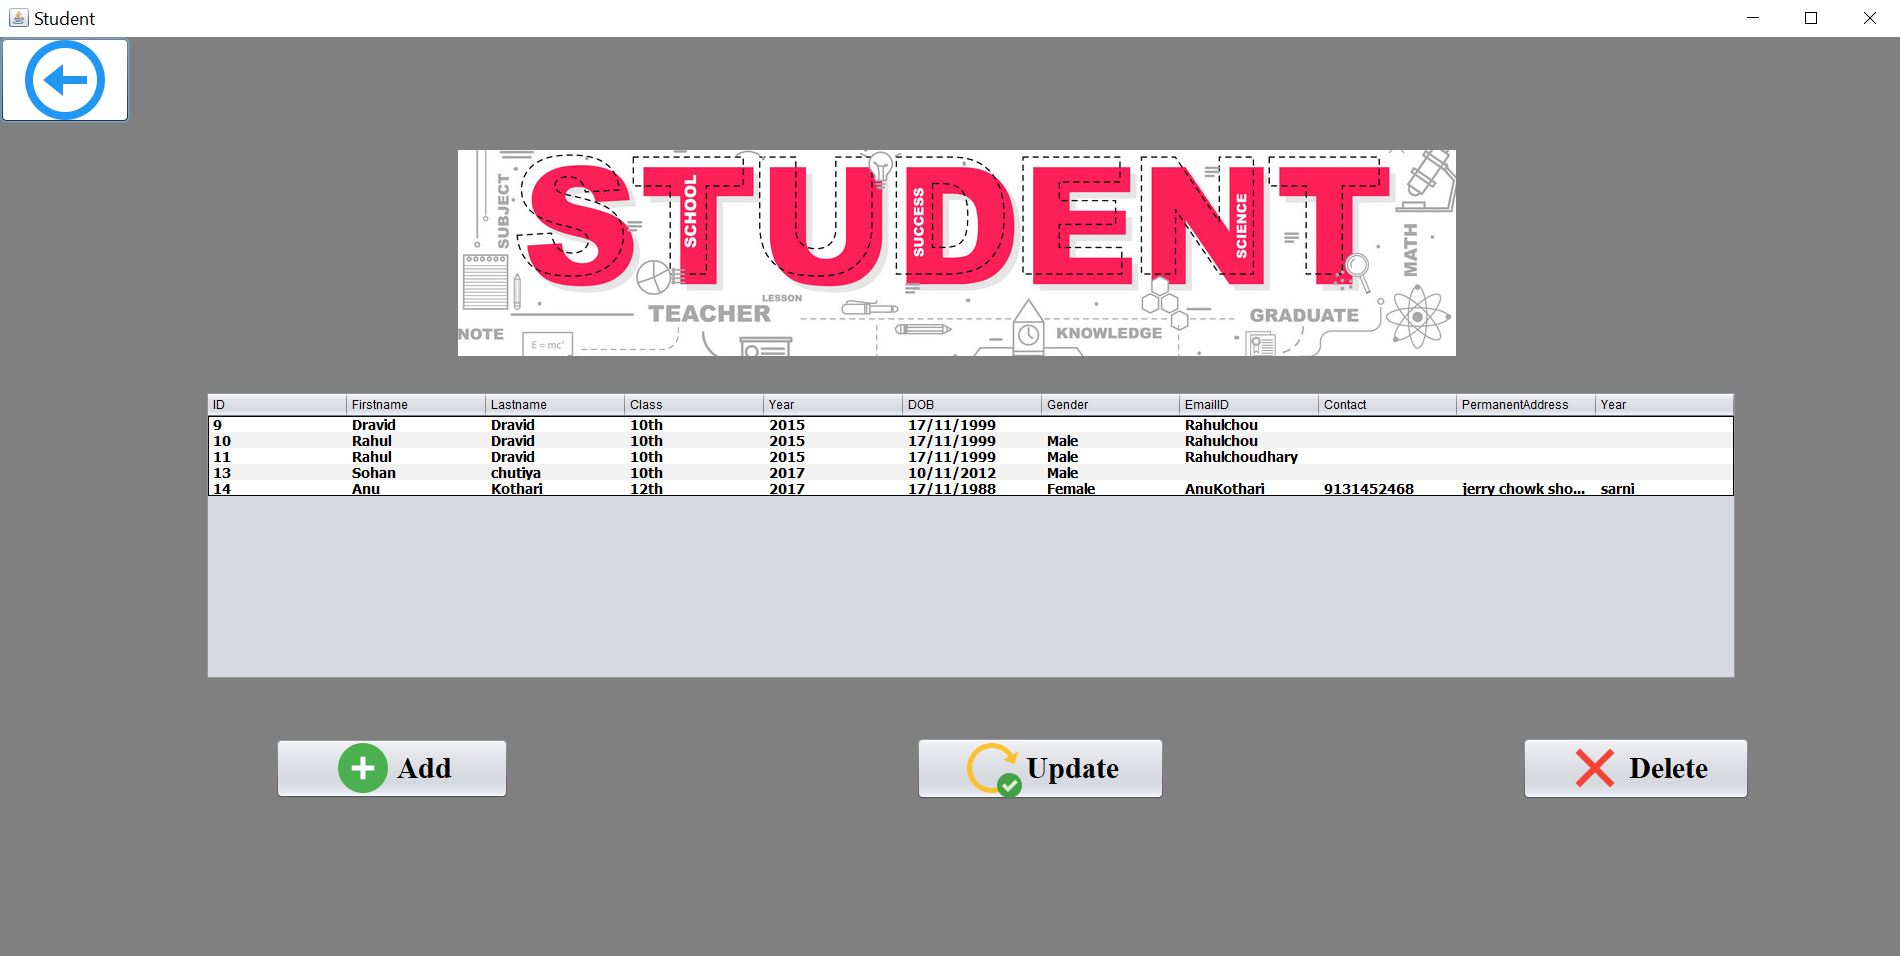 Student
STUDENT
SUBJECT
SCHOOL
SUCCESS
SCIENCE
MATH
LESSON
TEACHER
GRADUATE
NOTE
E = mc²
KNOWLEDGE
ID Firstname Lastname Class Year DOB Gender EmailID Contact PermanentAddress Year
9 Dravid Dravid 10th 2015 17/11/1999 Rahulchou
10 Rahul Dravid 10th 2015 17/11/1999 Male Rahulchou
11 Rahul Dravid 10th 2015 17/11/1999 Male Rahulchoudhary
13 Sohan chutiya 10th 2017 10/11/2012 Male
14 Anu Kothari 12th 2017 17/11/1988 Female AnuKothari 9131452468 jerry chowk sho... sarni
Add Update Delete